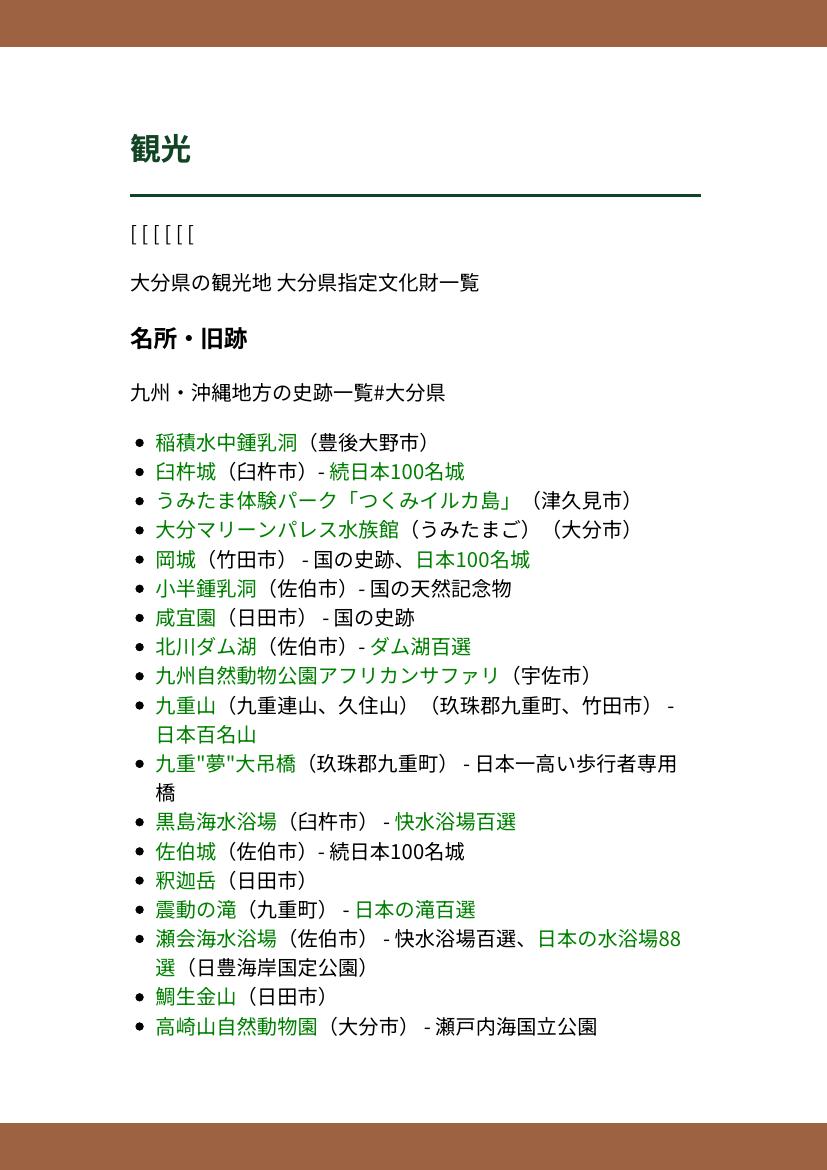 観光
[ [ [ [ [ [
大分県の観光地 大分県指定文化財一覧
名所・旧跡
九州・沖縄地方の史跡一覧#大分県
稲積水中鍾乳洞（豊後大野市）
臼杵城（臼杵市）- 続日本100名城
うみたま体験パーク「つくみイルカ島」（津久見市）
大分マリーンパレス水族館（うみたまご）（大分市）
岡城（竹田市） - 国の史跡、日本100名城
小半鍾乳洞（佐伯市）- 国の天然記念物
咸宜園（日田市） - 国の史跡
北川ダム湖（佐伯市）- ダム湖百選
九州自然動物公園アフリカンサファリ（宇佐市）
九重山（九重連山、久住山）（玖珠郡九重町、竹田市） -
日本百名山
九重"夢"大吊橋（玖珠郡九重町） - 日本一高い歩行者専用
橋
黒島海水浴場（臼杵市） - 快水浴場百選
佐伯城（佐伯市）- 続日本100名城
釈迦岳（日田市）
震動の滝（九重町） - 日本の滝百選
瀬会海水浴場（佐伯市） - 快水浴場百選、日本の水浴場88
選（日豊海岸国定公園）
鯛生金山（日田市）
高崎山自然動物園（大分市） - 瀬戸内海国立公園